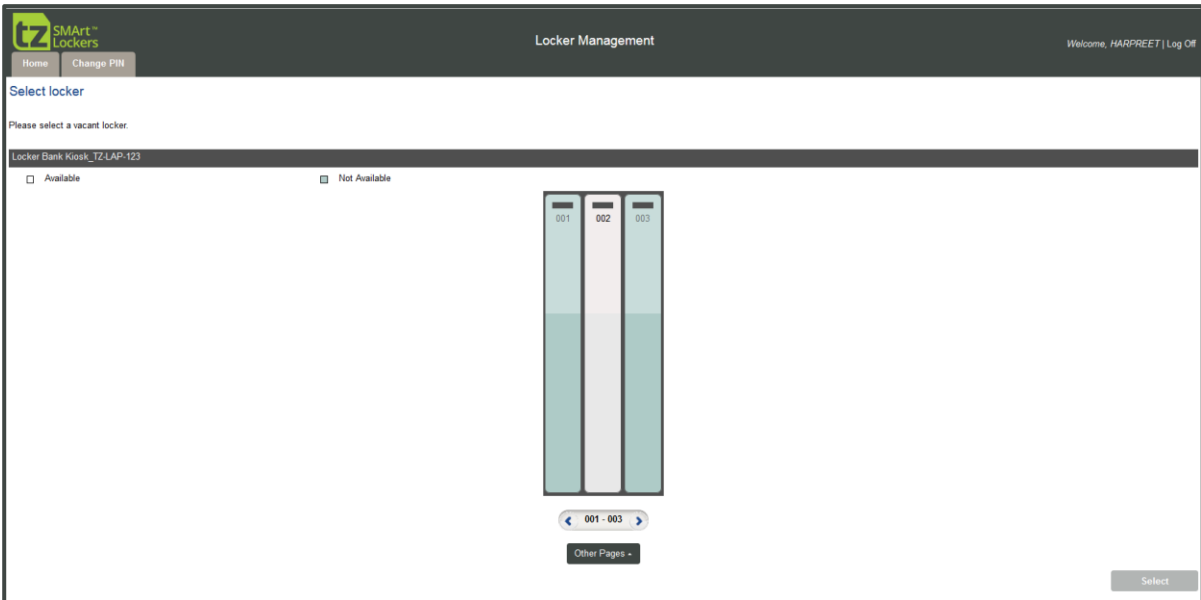 tz SMArt™ Lockers
Locker Management
Welcome, HARPREET | Log Off
Home Change PIN
Select locker
Please select a vacant locker.
Locker Bank Kiosk_TZ-LAP-123
Available Not Available
001 002 003
001 - 003
Other Pages
Select